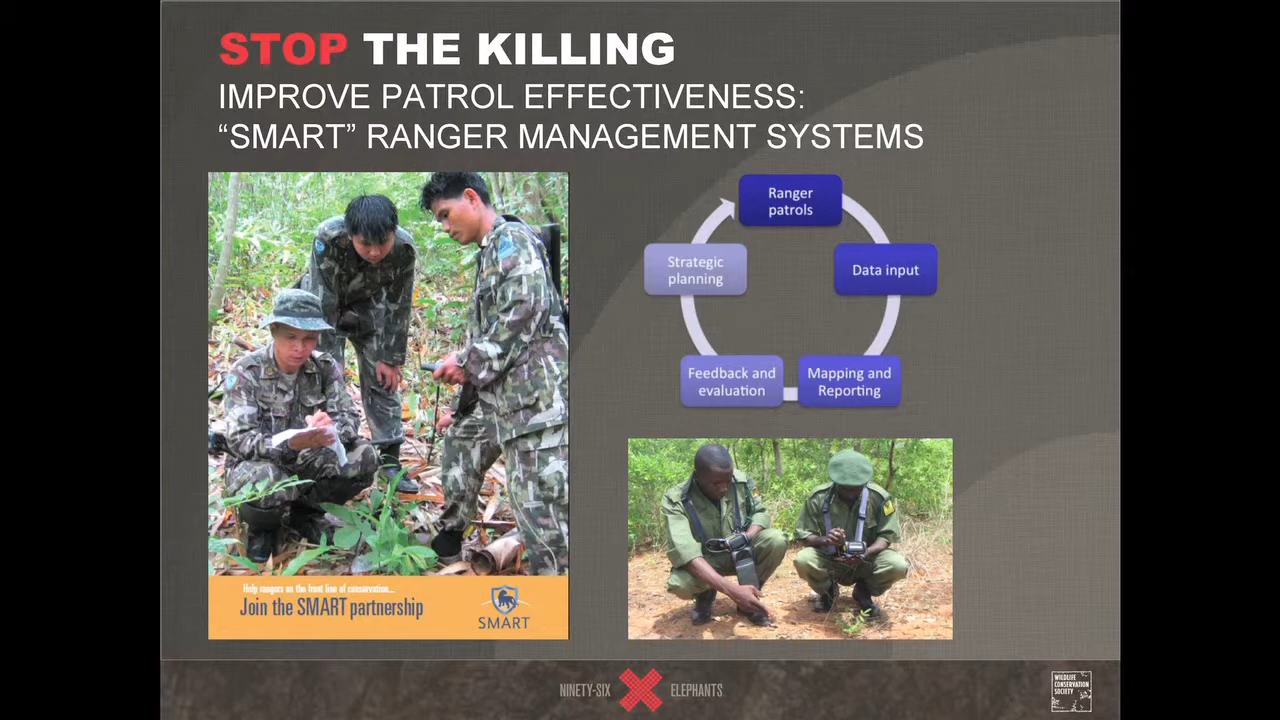 STOP THE KILLING
IMPROVE PATROL EFFECTIVENESS:
“SMART” RANGER MANAGEMENT SYSTEMS
Ranger
patrols
Data input
Mapping and
Reporting
Feedback and
evaluation
Strategic
planning
Help rangers on the front line of conservation...
Join the SMART partnership
SMART
NINETY-SIX ELEPHANTS
WILDLIFE
CONSERVATION
SOCIETY